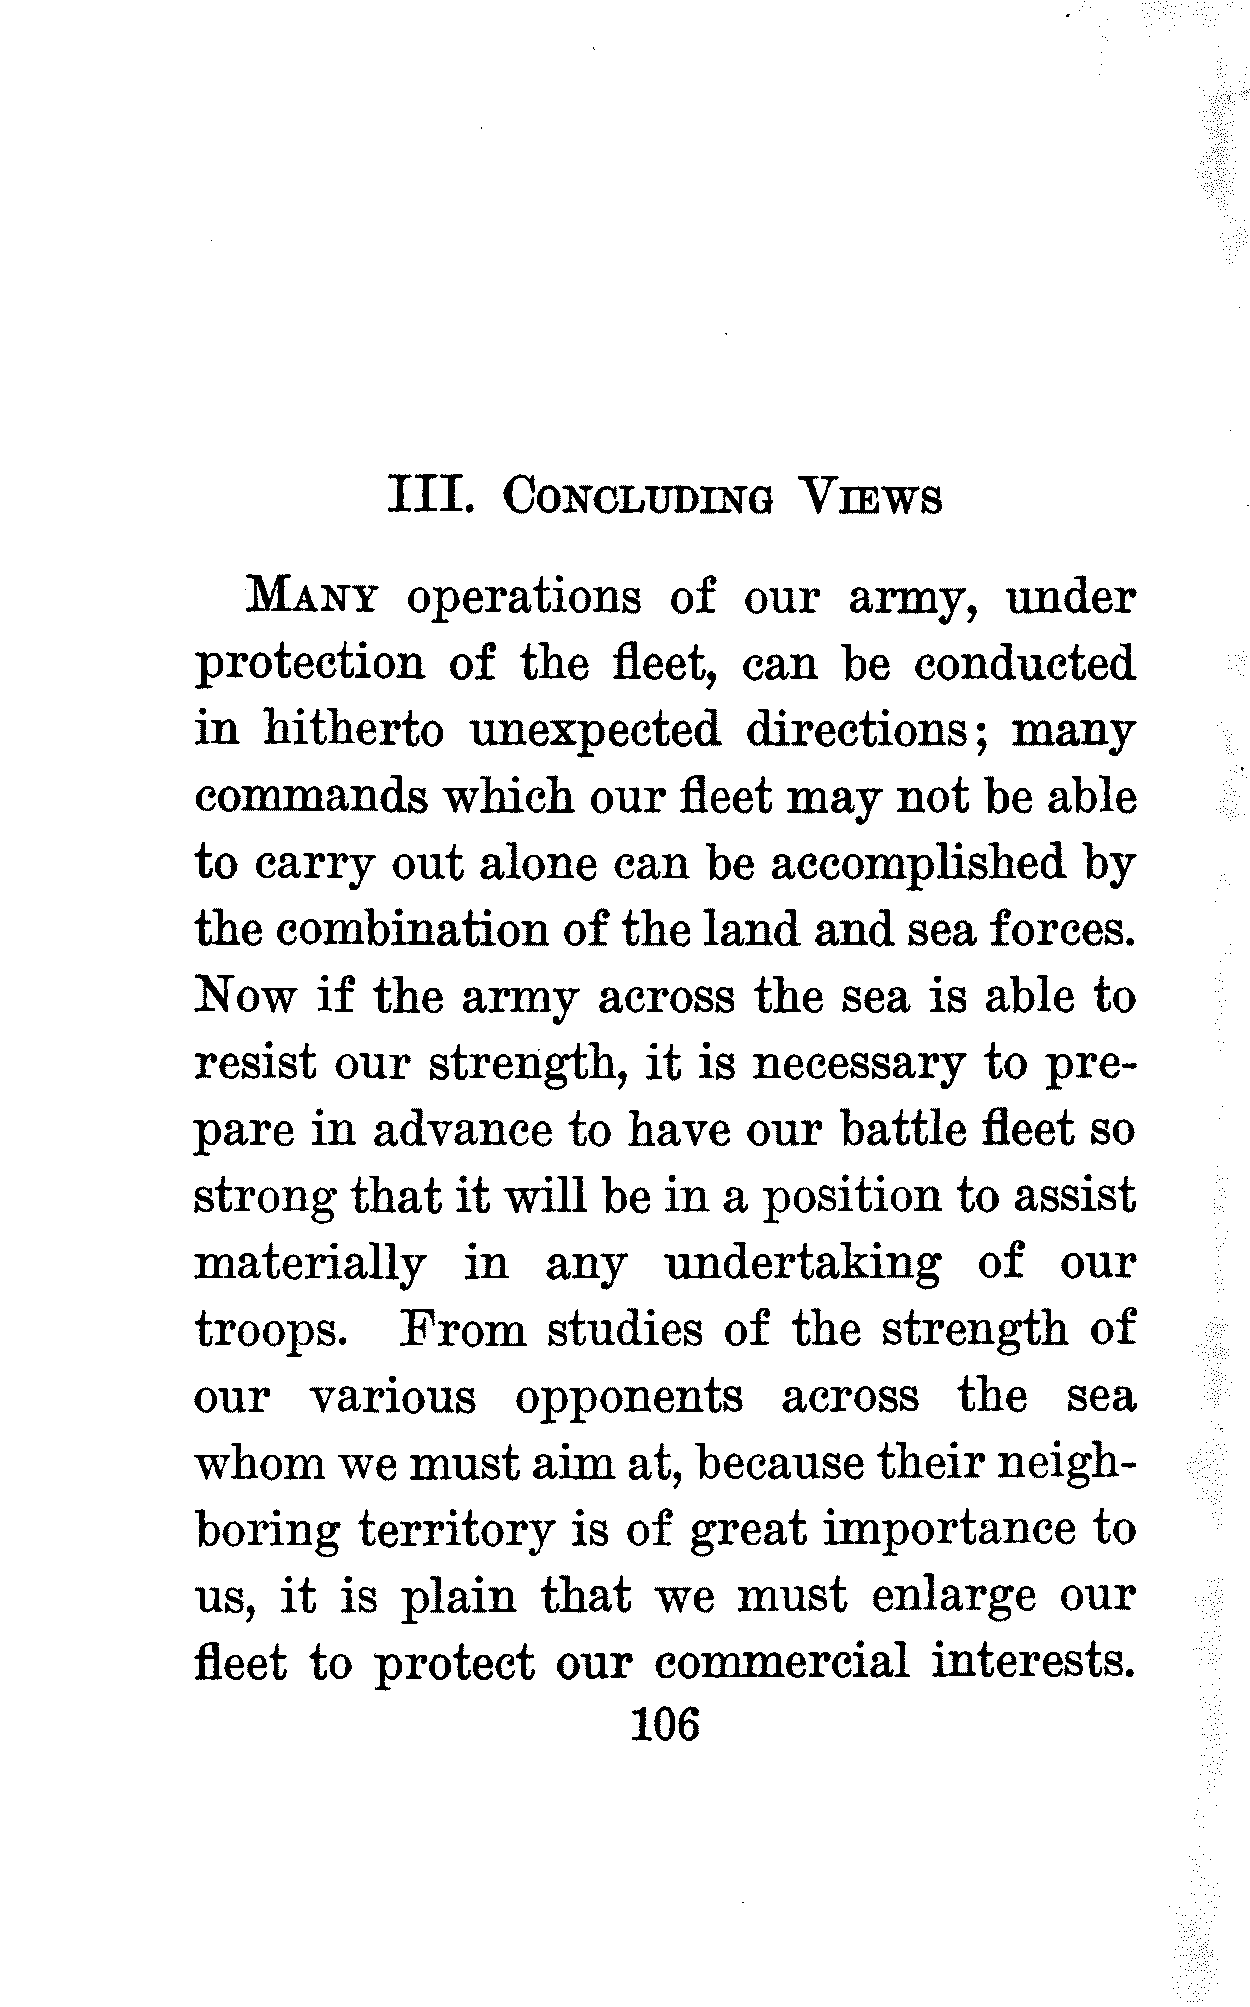 III. Concluding Views
Many operations of our army, under
protection of the fleet, can be conducted
in hitherto unexpected directions; many
commands which our fleet may not be able
to carry out alone can be accomplished by
the combination of the land and sea forces.
Now if the army across the sea is able to
resist our strength, it is necessary to pre-
pare in advance to have our battle fleet so
strong that it will be in a position to assist
materially in any undertaking of our
troops. From studies of the strength of
our various opponents across the sea
whom we must aim at, because their neigh-
boring territory is of great importance to
us, it is plain that we must enlarge our
fleet to protect our commercial interests.
106